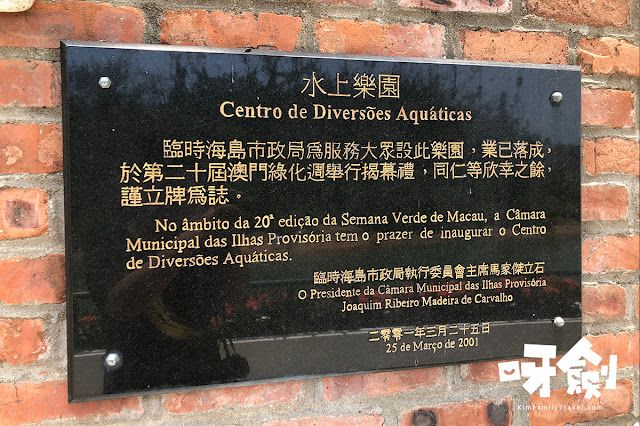 水上樂園
Centro de Diversões Aquáticas
臨時海島市政局爲服務大眾設此樂園，業已落成，
於第二十屆澳門綠化週舉行揭幕禮，同仁等欣幸之餘，
謹立牌爲誌。
No âmbito da 20ª edição da Semana Verde de Macau, a Câmara
Municipal das Ilhas Provisória tem o prazer de inaugurar o Centro
de Diversões Aquáticas.
臨時海島市政局執行委員會主席馬家傑立石
O Presidente da Câmara Municipal das Ilhas Provisória
Joaquim Ribeiro Madeira de Carvalho
二零零一年三月二十五日
25 de Março de 2001
呀劍
KimFamilyTravel.com